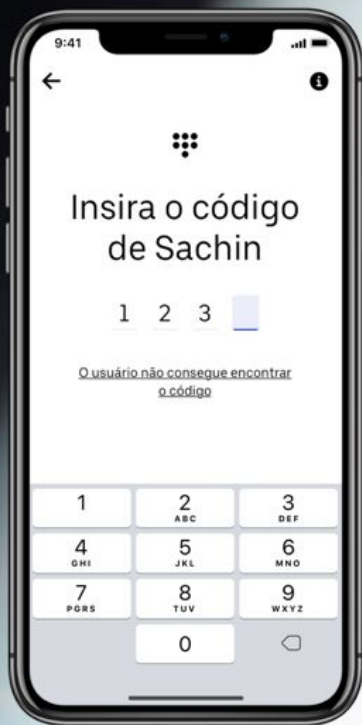 9:41
Insira o código
de Sachin
1 2 3
O usuário não consegue encontrar
o código
1 2 3
ABC DEF
4 5 6
GHI JKL MNO
7 8 9
PQRS TUV WXYZ
0